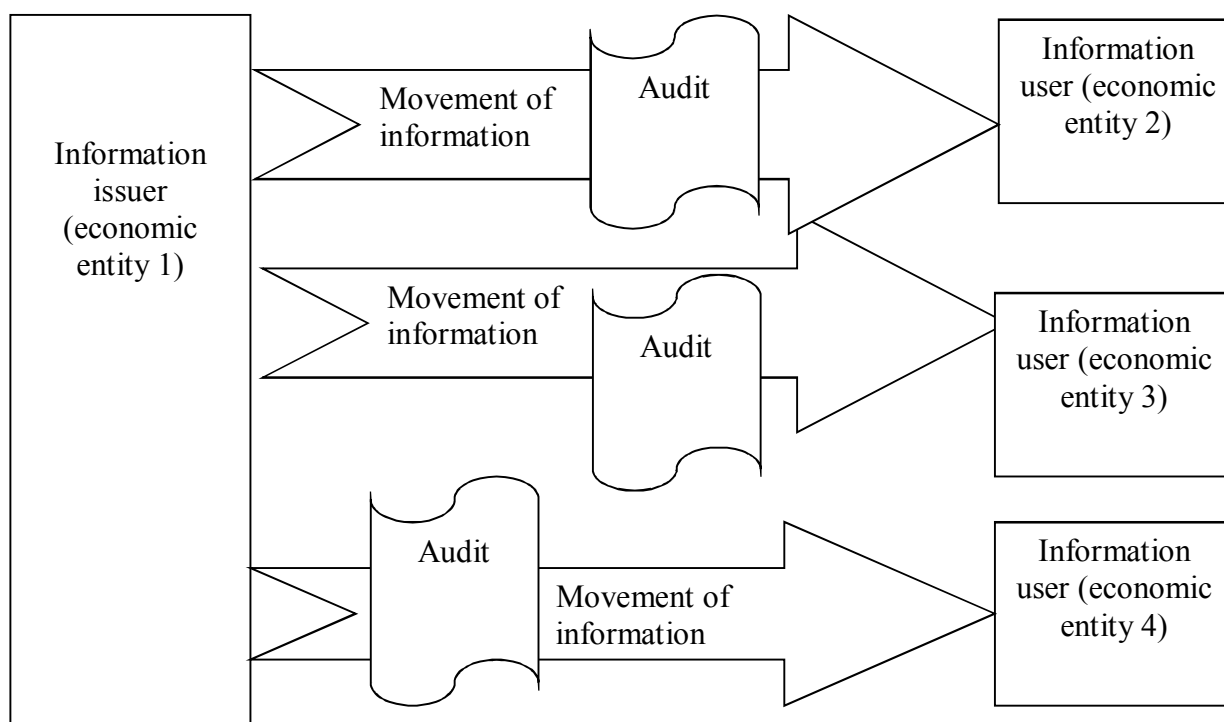 Information
issuer
(economic
entity 1)
Movement of
information
Audit
Information
user (economic
entity 2)
Movement of
information
Audit
Information
user (economic
entity 3)
Audit
Movement of
information
Information
user (economic
entity 4)